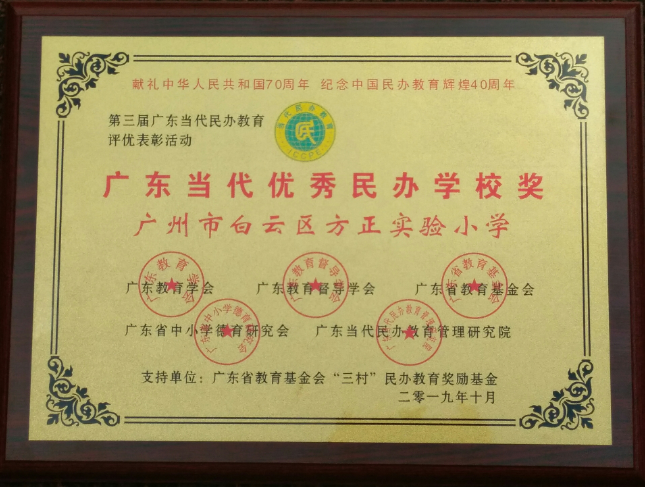 献礼中华人民共和国70周年 纪念中国民办教育辉煌40周年
第三届广东当代民办教育
评优表彰活动
当代民办教育
民
广东当代优秀民办学校奖
广州市白云区方正实验小学
广东教育学会 广东教育督导学会 广东省教育基金会
广东省中小学德育研究会 广东当代民办教育管理研究院
支持单位：广东省教育基金会“三村”民办教育奖励基金
二零一九年十月